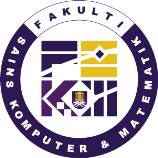 FAKULTI
SAINS KOMPUTER & MATEMATIK